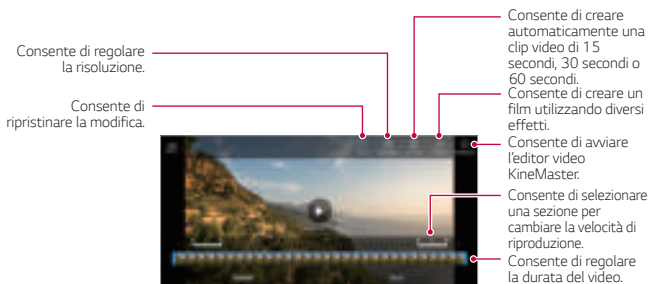 Consente di regolare
la risoluzione.
Consente di
ripristinare la modifica.
Consente di creare
automaticamente una
clip video di 15
secondi, 30 secondi o
60 secondi.
Consente di creare un
film utilizzando diversi
effetti.
Consente di avviare
l'editor video
KineMaster.
Consente di selezionare
una sezione per
cambiare la velocità di
riproduzione.
Consente di regolare
la durata del video.